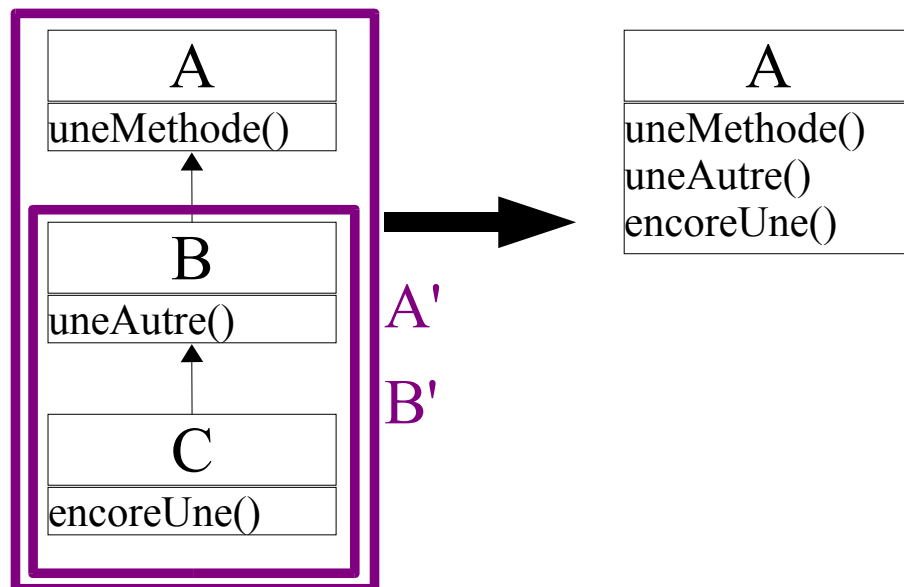 A
uneMethode()
B
uneAutre()
C
encoreUne()
A'
B'
A
uneMethode()
uneAutre()
encoreUne()